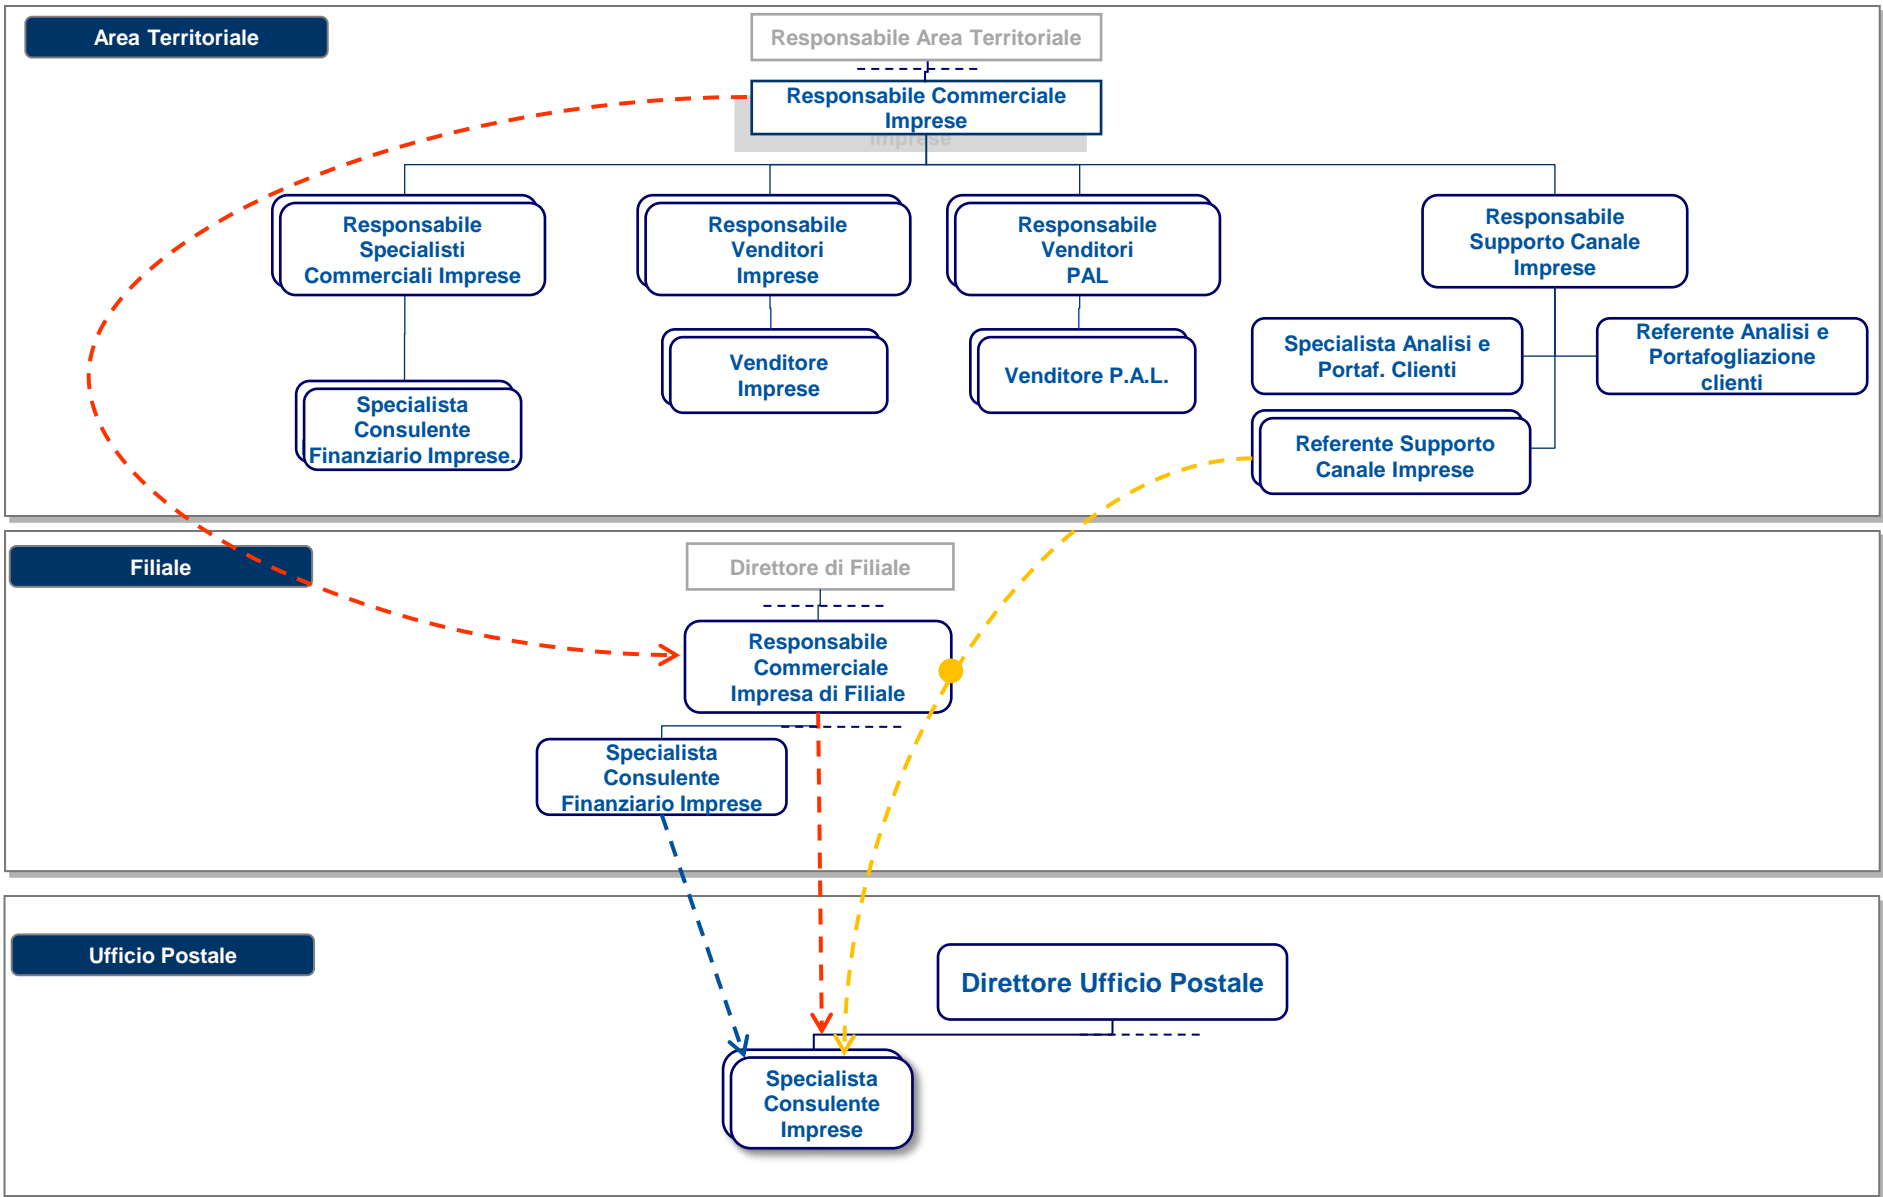 Area Territoriale
Responsabile Area Territoriale
Responsabile Commerciale
Imprese
Imprese
Responsabile
Specialisti
Commerciali Imprese
Responsabile
Venditori
Imprese
Responsabile
Venditori
PAL
Responsabile
Supporto Canale
Imprese
Specialista
Consulente
Finanziario Imprese.
Venditore
Imprese
Venditore P.A.L.
Specialista Analisi e
Portaf. Clienti
Referente Analisi e
Portafogliazione
clienti
Referente Supporto
Canale Imprese
Filiale
Direttore di Filiale
Responsabile
Commerciale
Impresa di Filiale
Specialista
Consulente
Finanziario Imprese
Ufficio Postale
Direttore Ufficio Postale
Specialista
Consulente
Imprese